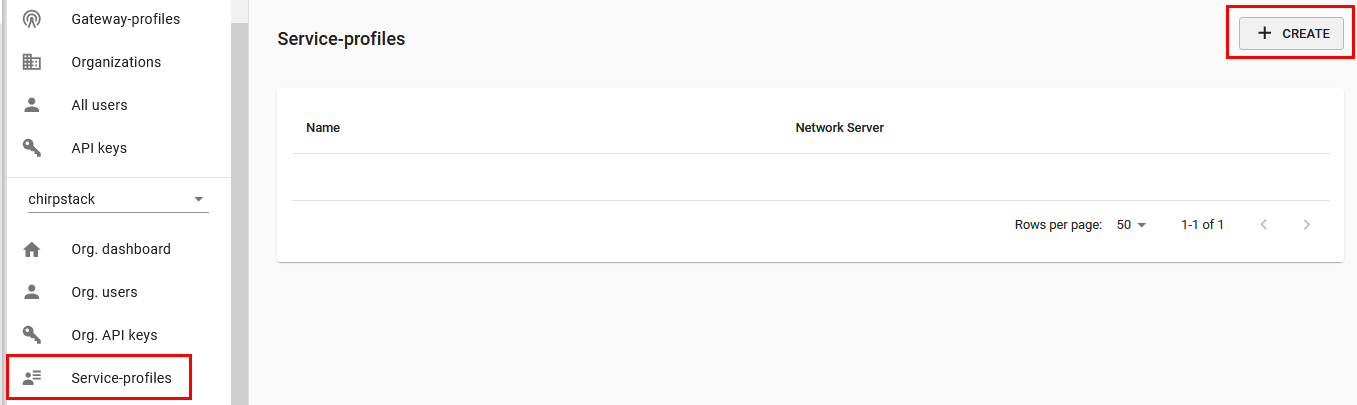 Gateway-profiles
Organizations
All users
API keys
chirpstack
Org. dashboard
Org. users
Org. API keys
Service-profiles
Service-profiles
CREATE
Name Network Server
Rows per page: 50 1-1 of 1